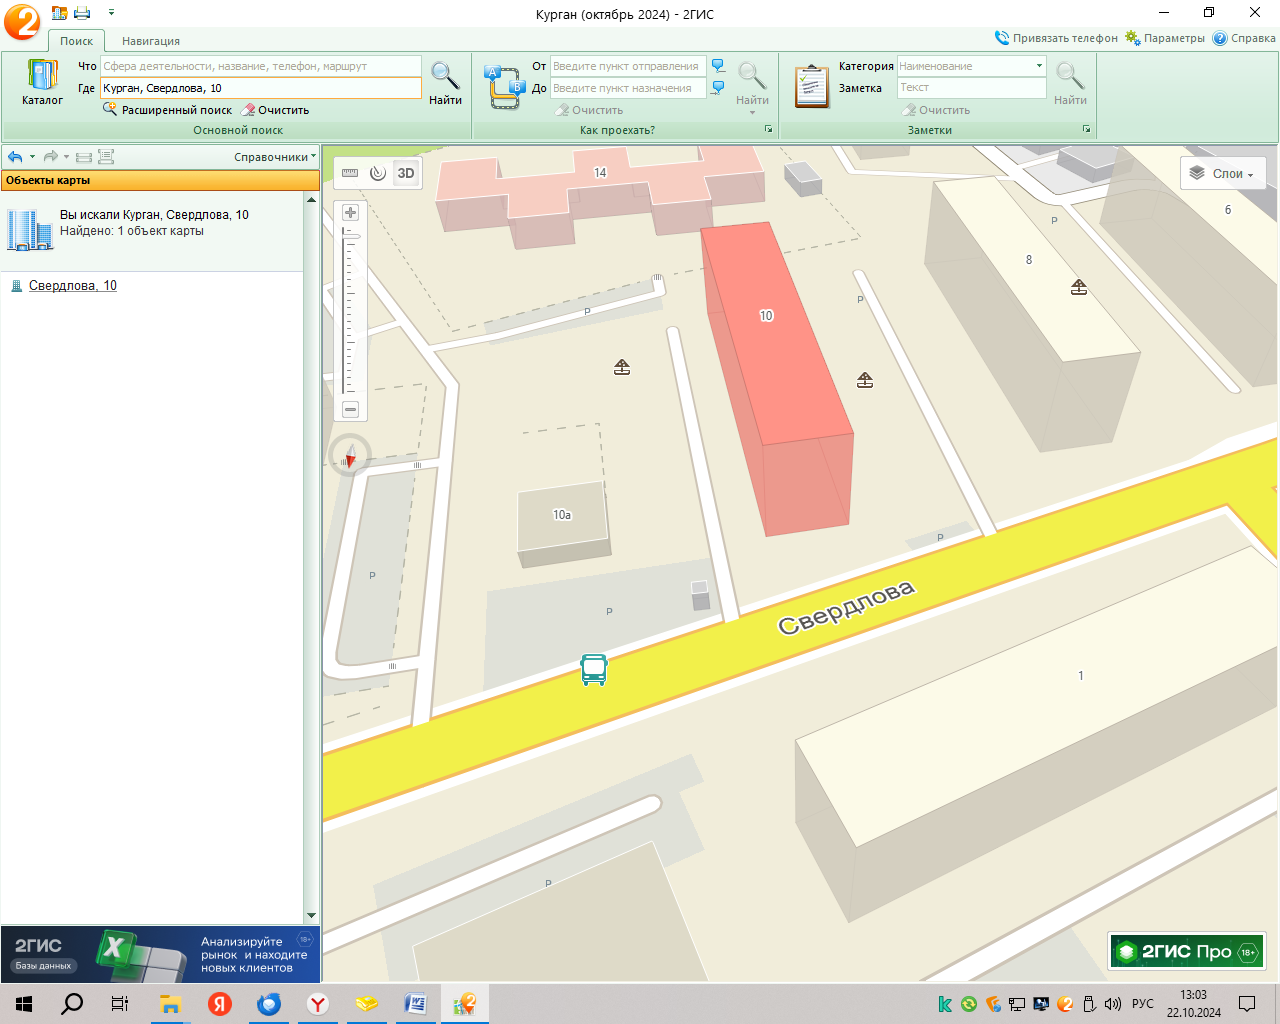 Курган (октябрь 2024) - 2ГИС
Поиск
Навигация
Привязать телефон
Параметры
Справка
Каталог
Что
Сфера деятельности, название, телефон, маршрут
Где
Курган, Свердлова, 10
Расширенный поиск
Очистить
Найти
Основной поиск
От
Введите пункт отправления
До
Введите пункт назначения
Очистить
Найти
Как проехать?
Категория
Наименование
Заметка
Текст
Очистить
Найти
Заметки
Справочники
Объекты карты
Вы искали Курган, Свердлова, 10
Найдено: 1 объект карты
Свердлова, 10
3D
Слои
14
6
P
8
10
P
P
10а
P
P
P
Свердлова
1
P
2ГИС
Базы данных
Анализируйте
рынок и находите
новых клиентов
18+
2ГИС Про
18+
РУС
13:03
22.10.2024